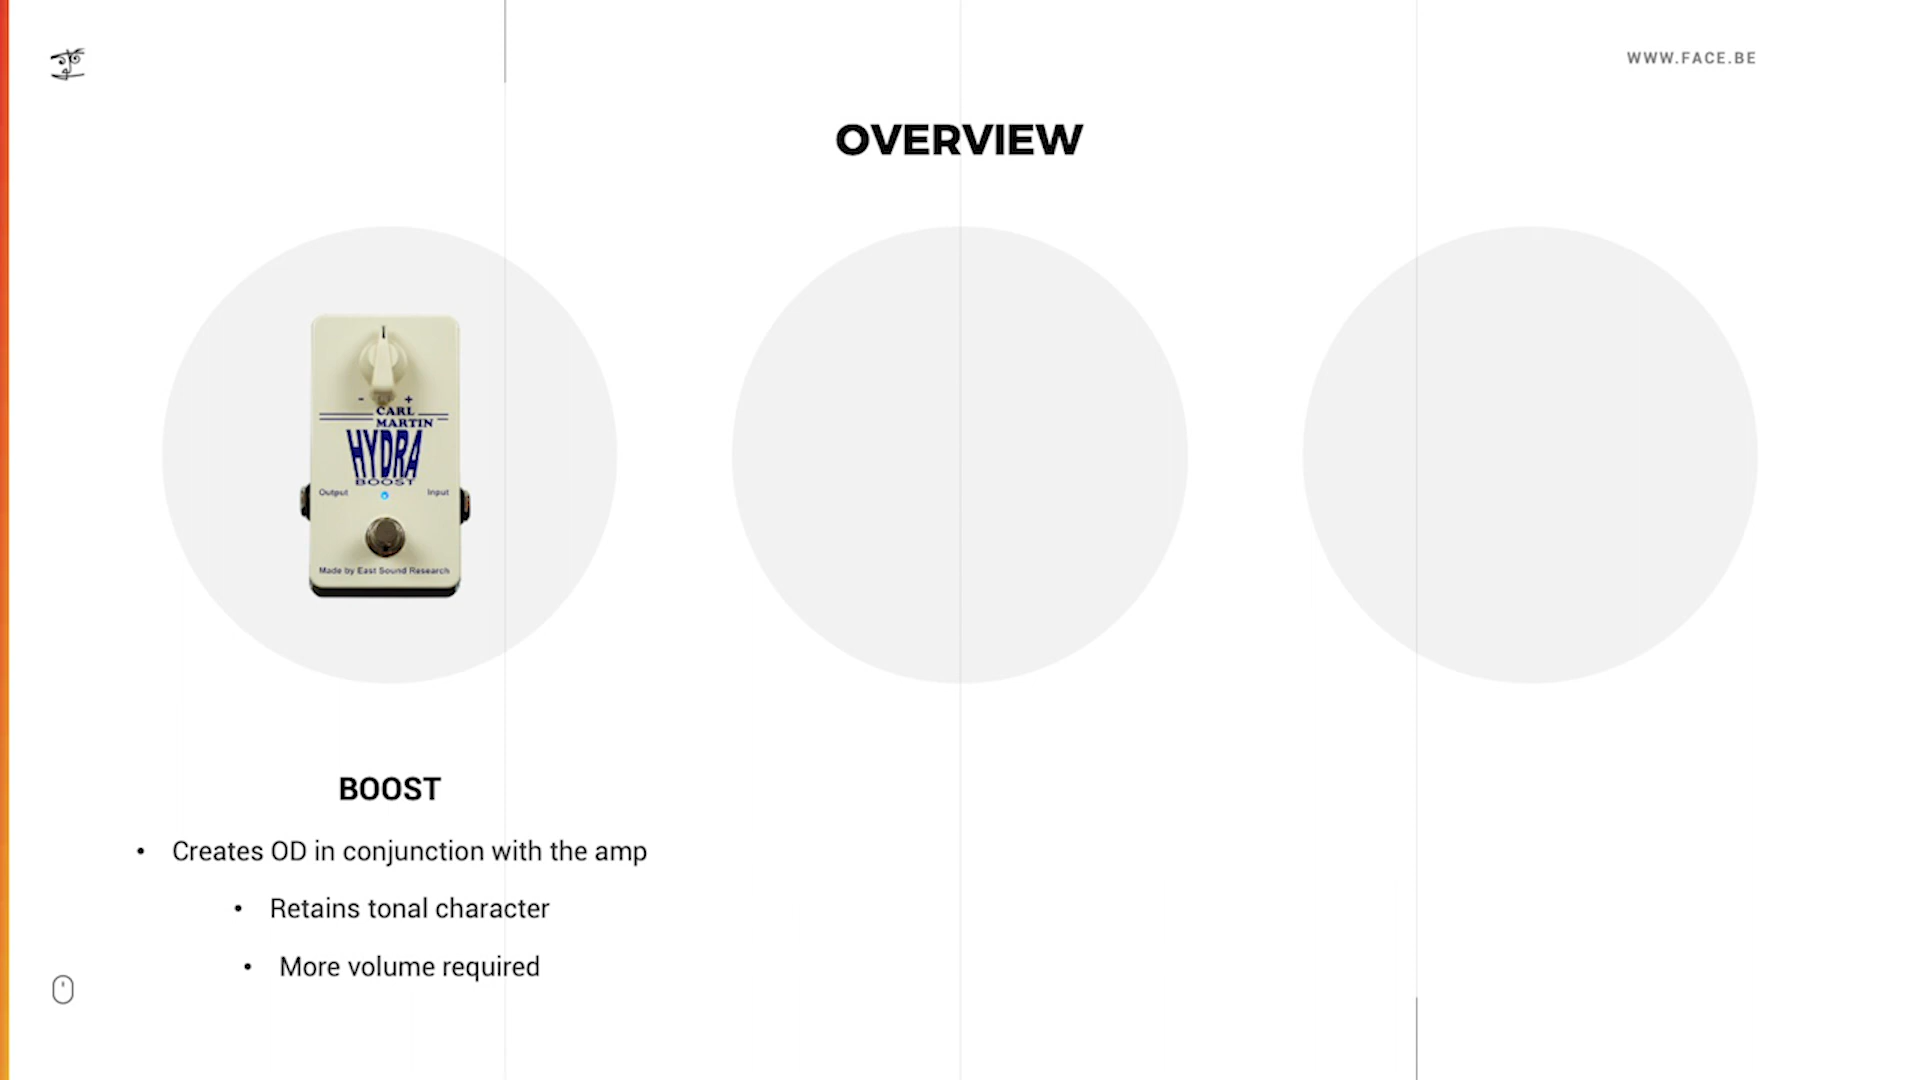 WWW.FACE.BE
OVERVIEW
- +
CARL
MARTIN
HYDRA
BOOST
Output Input
Made by East Sound Research
BOOST
• Creates OD in conjunction with the amp
• Retains tonal character
• More volume required